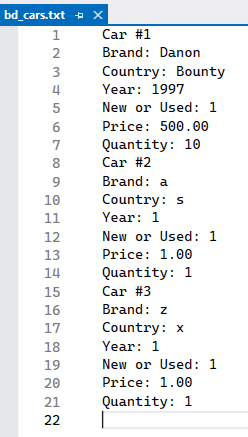 bd_cars.txt
1 Car #1
2 Brand: Danon
3 Country: Bounty
4 Year: 1997
5 New or Used: 1
6 Price: 500.00
7 Quantity: 10
8 Car #2
9 Brand: a
10 Country: s
11 Year: 1
12 New or Used: 1
13 Price: 1.00
14 Quantity: 1
15 Car #3
16 Brand: z
17 Country: x
18 Year: 1
19 New or Used: 1
20 Price: 1.00
21 Quantity: 1
22